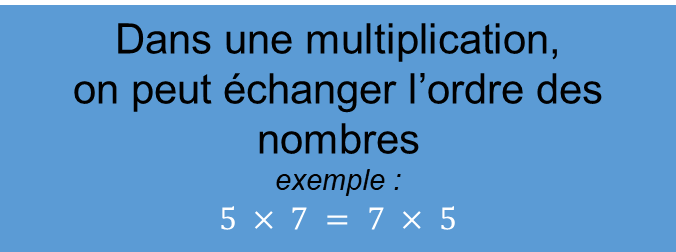 Dans une multiplication,
on peut échanger l’ordre des
nombres
exemple :
5 × 7 = 7 × 5